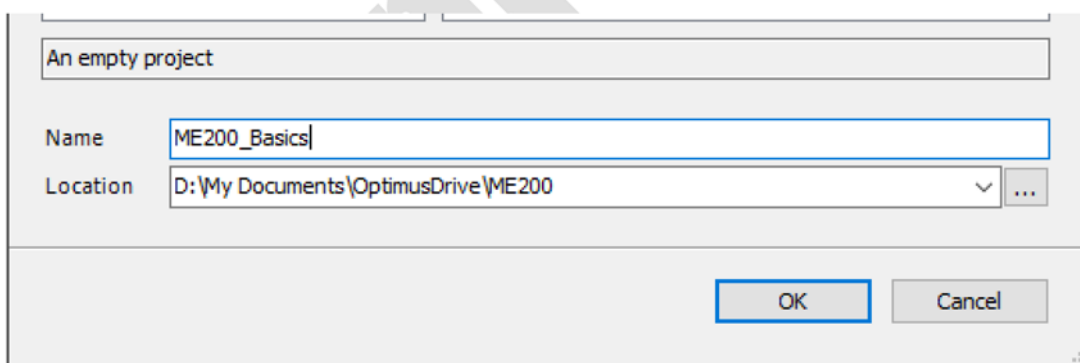 An empty project
Name ME200_Basics
Location D:\My Documents\OptimusDrive\ME200 ...
OK Cancel